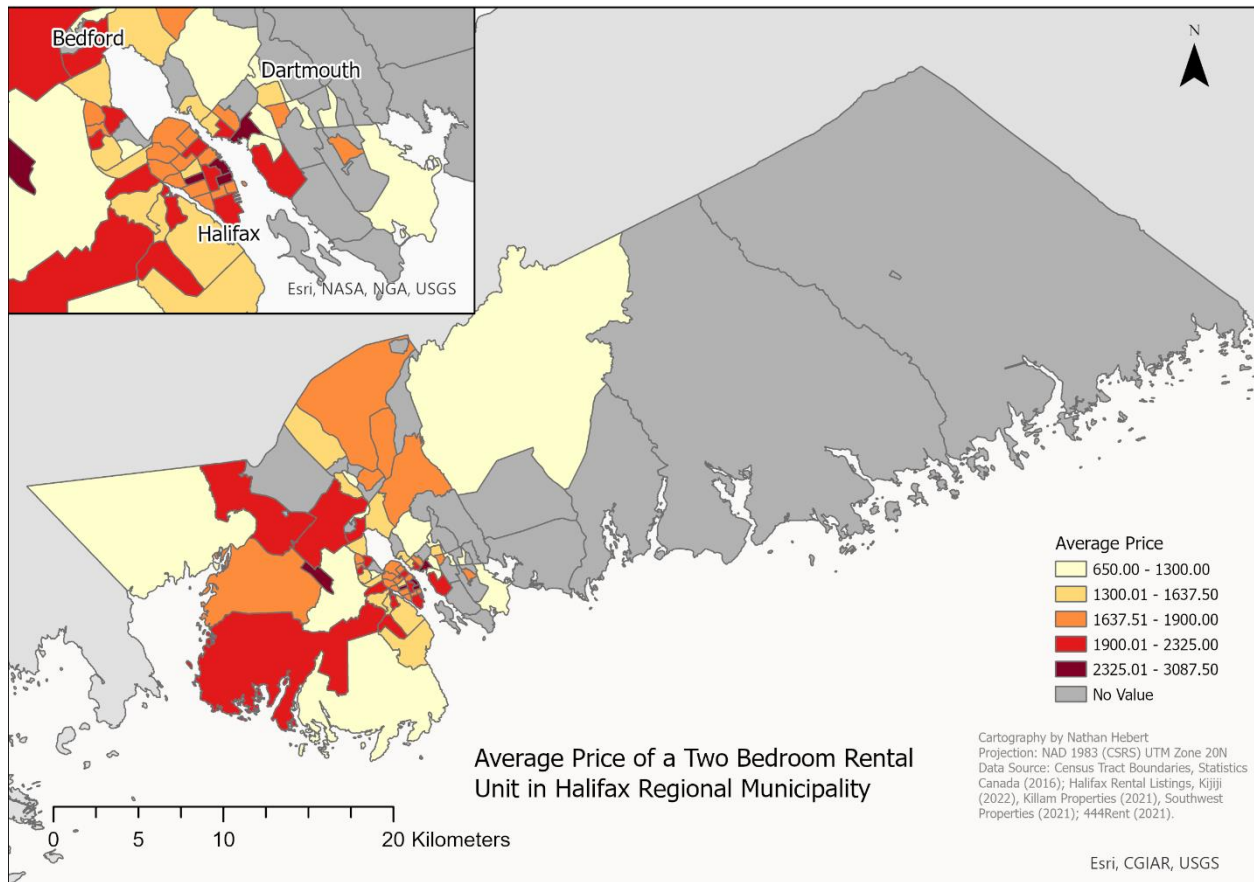 Bedford
Dartmouth
Halifax
Esri, NASA, NGA, USGS
N
Average Price
650.00 - 1300.00
1300.01 - 1637.50
1637.51 - 1900.00
1900.01 - 2325.00
2325.01 - 3087.50
No Value
Average Price of a Two Bedroom Rental
Unit in Halifax Regional Municipality
Cartography by Nathan Hebert
Projection: NAD 1983 (CSRS) UTM Zone 20N
Data Source: Census Tract Boundaries, Statistics
Canada (2016); Halifax Rental Listings, Kijiji
(2022), Killam Properties (2021), Southwest
Properties (2021); 444Rent (2021).
0 5 10 20 Kilometers
Esri, CGIAR, USGS